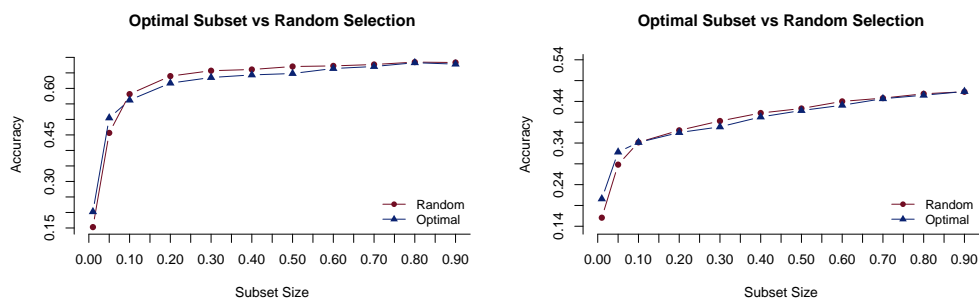 Optimal Subset vs Random Selection
Accuracy
0.60
0.45
0.30
0.15
Random
Optimal
0.00 0.10 0.20 0.30 0.40 0.50 0.60 0.70 0.80 0.90
Subset Size
Optimal Subset vs Random Selection
Accuracy
0.54
0.44
0.34
0.24
0.14
Random
Optimal
0.00 0.10 0.20 0.30 0.40 0.50 0.60 0.70 0.80 0.90
Subset Size